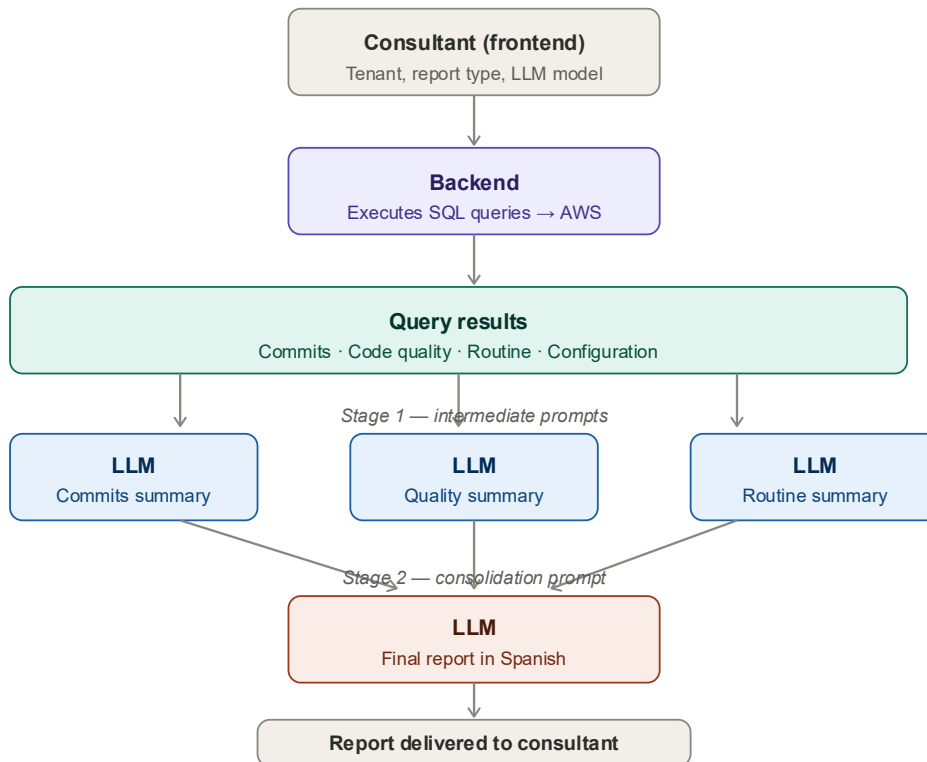 Consultant (frontend)
Tenant, report type, LLM model
Backend
Executes SQL queries → AWS
Query results
Commits · Code quality · Routine · Configuration
Stage 1 — intermediate prompts
LLM
Commits summary
LLM
Quality summary
LLM
Routine summary
Stage 2 — consolidation prompt
LLM
Final report in Spanish
Report delivered to consultant